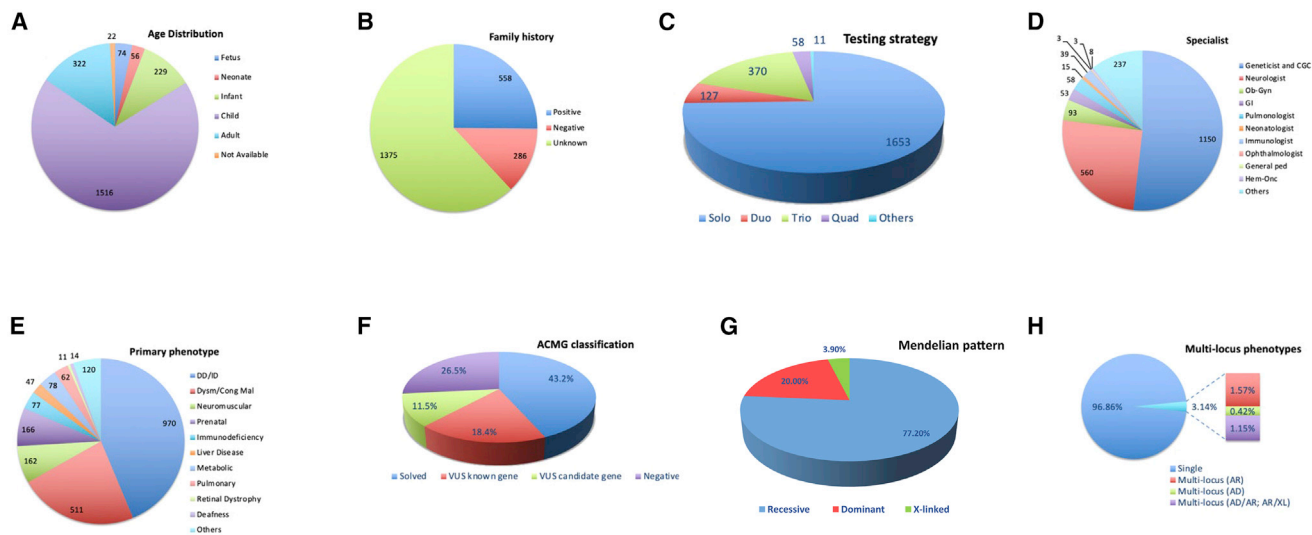 A
Age Distribution
22
74
56
229
322
1516
Fetus
Neonate
Infant
Child
Adult
Not Available
B
Family history
558
286
1375
Positive
Negative
Unknown
C
Testing strategy
58
11
370
127
1653
Solo
Duo
Trio
Quad
Others
D
Specialist
3
3
8
39
15
58
53
93
237
560
1150
Geneticist and CGC
Neurologist
Ob-Gyn
GI
Pulmonologist
Neonatologist
Immunologist
Ophthalmologist
General ped
Hem-Onc
Others
E
Primary phenotype
11
14
120
62
47
78
77
166
162
511
970
DD/ID
Dysm/Cong Mal
Neuromuscular
Prenatal
Immunodeficiency
Liver Disease
Metabolic
Pulmonary
Retinal Dystrophy
Deafness
Others
F
ACMG classification
26.5%
43.2%
11.5%
18.4%
Solved
VUS known gene
VUS candidate gene
Negative
G
Mendelian pattern
3.90%
20.00%
77.20%
Recessive
Dominant
X-linked
H
Multi-locus phenotypes
96.86%
3.14%
1.57%
0.42%
1.15%
Single
Multi-locus (AR)
Multi-locus (AD)
Multi-locus (AD/AR; AR/XL)